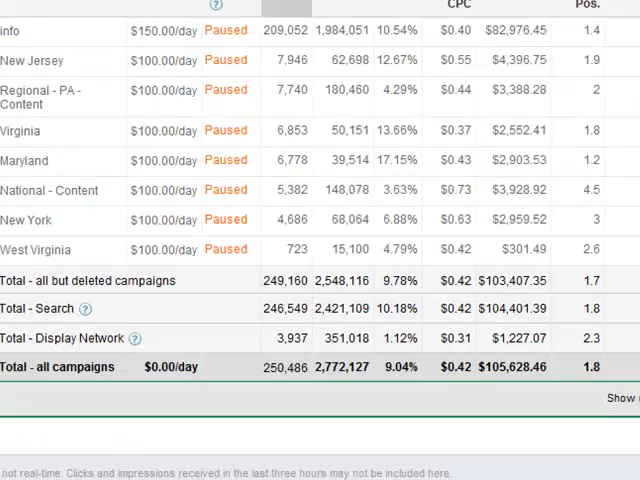 CPC Pos.
info $150.00/day Paused 209,052 1,984,051 10.54% $0.40 $82,976.45 1.4
New Jersey $100.00/day Paused 7,946 62,698 12.67% $0.55 $4,396.75 1.9
Regional - PA - $100.00/day Paused 7,740 180,460 4.29% $0.44 $3,388.28 2
Content
Virginia $100.00/day Paused 6,853 50,151 13.66% $0.37 $2,552.41 1.8
Maryland $100.00/day Paused 6,778 39,514 17.15% $0.43 $2,903.53 1.2
National - Content $100.00/day Paused 5,382 148,078 3.63% $0.73 $3,928.92 4.5
New York $100.00/day Paused 4,686 68,064 6.88% $0.63 $2,959.52 3
West Virginia $100.00/day Paused 723 15,100 4.79% $0.42 $301.49 2.6
Total - all but deleted campaigns 249,160 2,548,116 9.78% $0.42 $103,407.35 1.7
Total - Search ? 246,549 2,421,109 10.18% $0.42 $104,401.39 1.8
Total - Display Network ? 3,937 351,018 1.12% $0.31 $1,227.07 2.3
Total - all campaigns $0.00/day 250,486 2,772,127 9.04% $0.42 $105,628.46 1.8
Show
not real-time. Clicks and impressions received in the last three hours may not be included here.